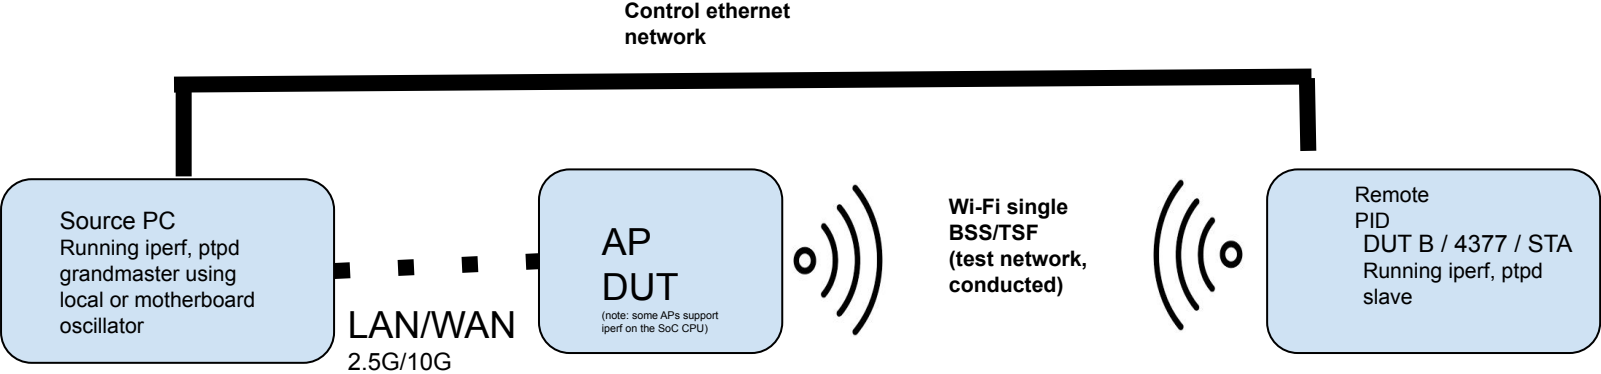 Control ethernet
network
Source PC
Running iperf, ptpd
grandmaster using
local or motherboard
oscillator
LAN/WAN
2.5G/10G
AP
DUT
(note: some APs support
iperf on the SoC CPU)
Wi-Fi single
BSS/TSF
(test network,
conducted)
Remote
PID
DUT B / 4377 / STA
Running iperf, ptpd
slave